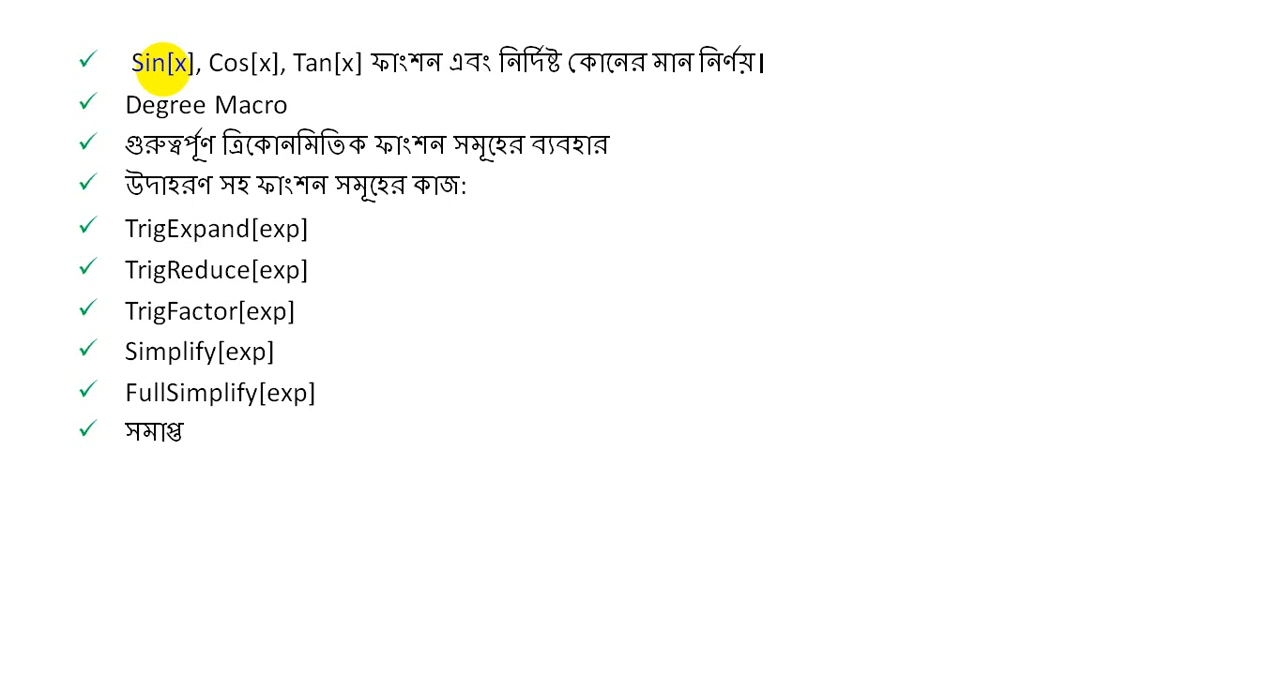 Sin[x], Cos[x], Tan[x] ফাংশন এবং নির্দিষ্ট কোনের মান নির্ণয়।
Degree Macro
গুরুত্বর্পূণ ত্রিকোনমিতিক ফাংশন সমূহের ব্যবহার
উদাহরণ সহ ফাংশন সমূহের কাজ:
TrigExpand[exp]
TrigReduce[exp]
TrigFactor[exp]
Simplify[exp]
FullSimplify[exp]
সমাপ্ত